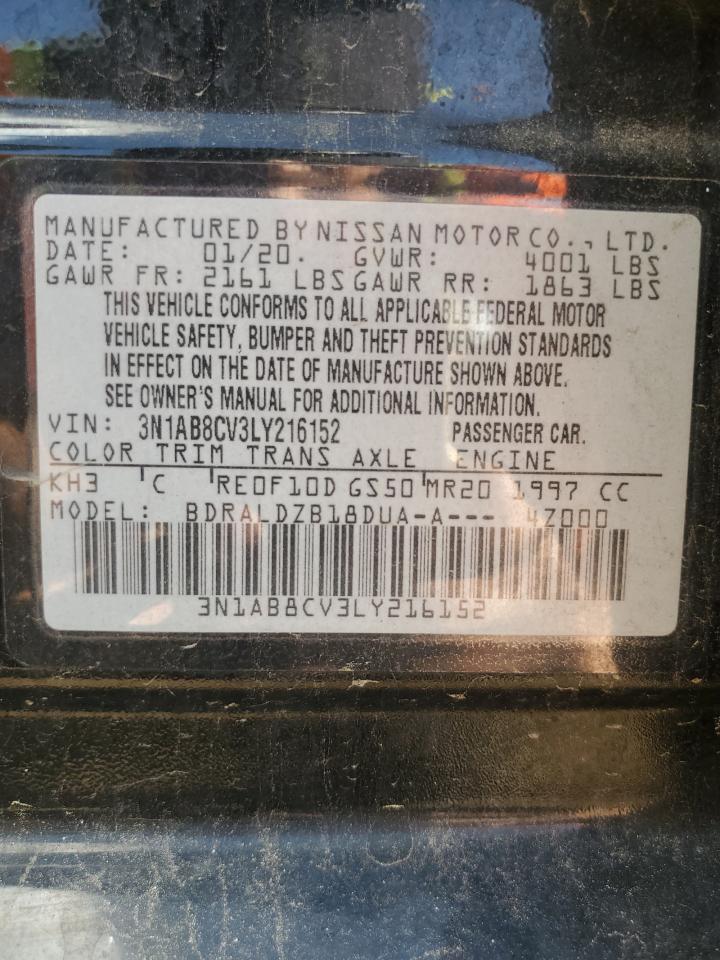 MANUFACTURED BY NISSAN MOTOR CO., LTD.
DATE: 01/20. GVWR: 4001 LBS
GAWR FR: 2161 LBS GAWR RR: 1863 LBS
THIS VEHICLE CONFORMS TO ALL APPLICABLE FEDERAL MOTOR
VEHICLE SAFETY, BUMPER AND THEFT PREVENTION STANDARDS
IN EFFECT ON THE DATE OF MANUFACTURE SHOWN ABOVE.
SEE OWNER'S MANUAL FOR ADDITIONAL INFORMATION.
VIN: 3N1AB8CV3LY216152 PASSENGER CAR.
COLOR TRIM TRANS AXLE ENGINE
KH3 C RE0F10D GS50 MR20 1997 CC
MODEL: BDRALDZB18DUA-A--- 4Z000
3N1AB8CV3LY216152